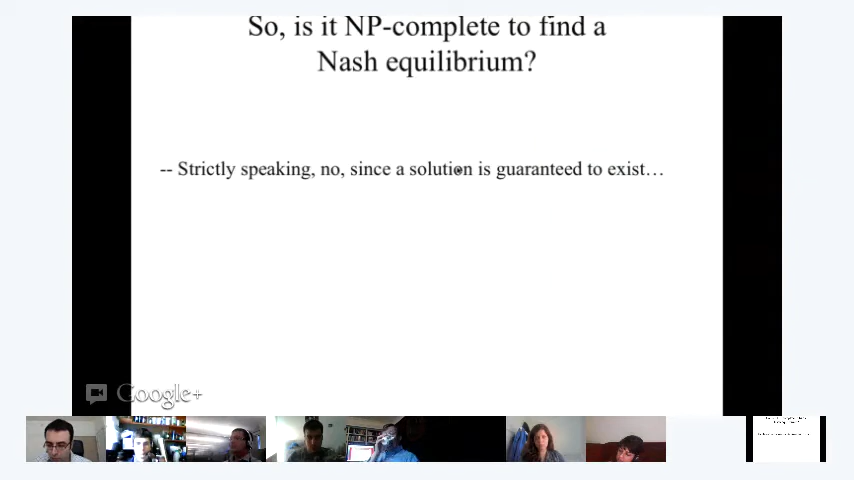 So, is it NP-complete to find a
Nash equilibrium?
-- Strictly speaking, no, since a solution is guaranteed to exist…
Google+